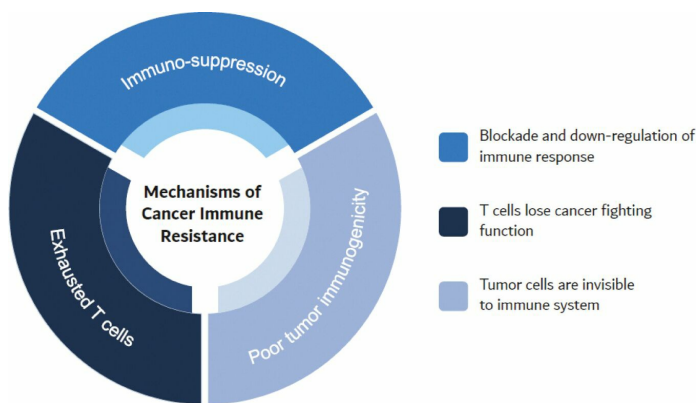 Immuno-suppression
Mechanisms of
Cancer Immune
Resistance
Exhausted T cells
Poor tumor immunogenicity
Blockade and down-regulation of
immune response
T cells lose cancer fighting
function
Tumor cells are invisible
to immune system